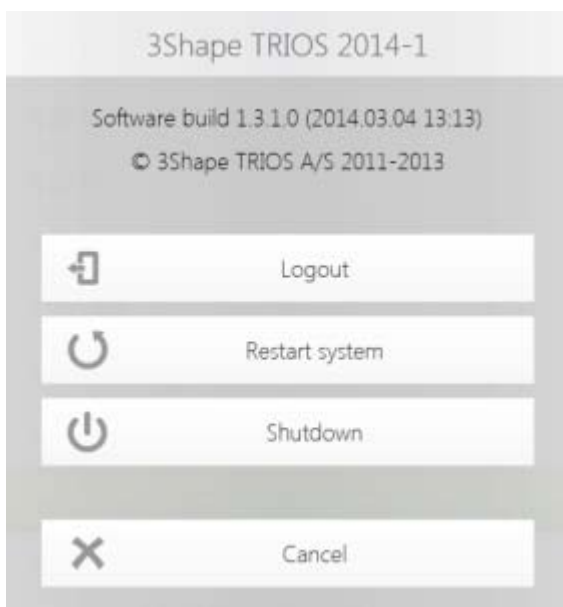 3Shape TRIOS 2014-1
Software build 1.3.1.0 (2014.03.04 13:13)
© 3Shape TRIOS A/S 2011-2013
Logout
Restart system
Shutdown
Cancel